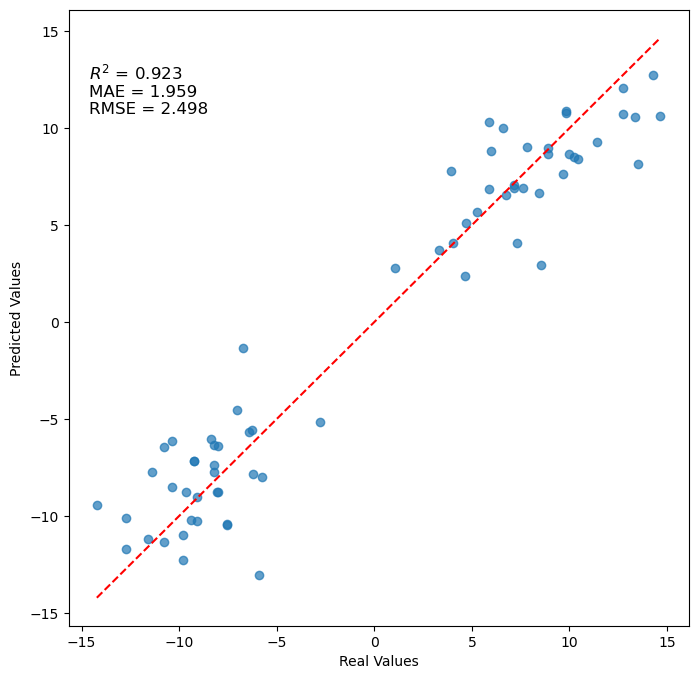 R² = 0.923
MAE = 1.959
RMSE = 2.498
15
10
5
0
−5
−10
−15
Predicted Values
−15 −10 −5 0 5 10 15
Real Values